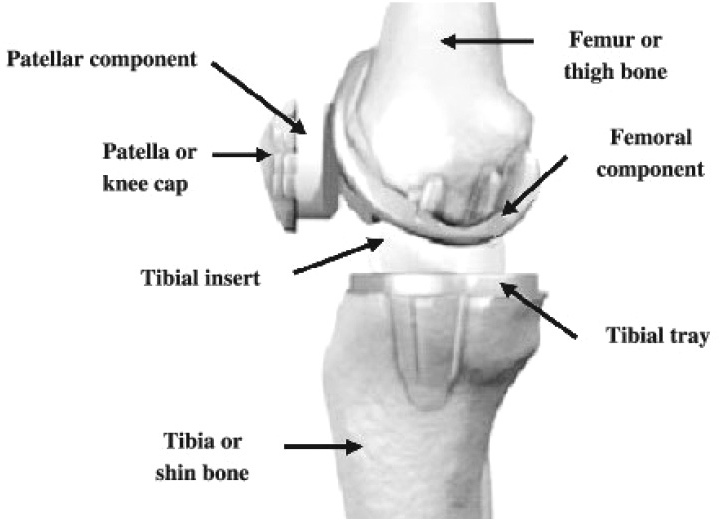 Patellar component
Femur or
thigh bone
Patella or
knee cap
Femoral
component
Tibial insert
Tibial tray
Tibia or
shin bone